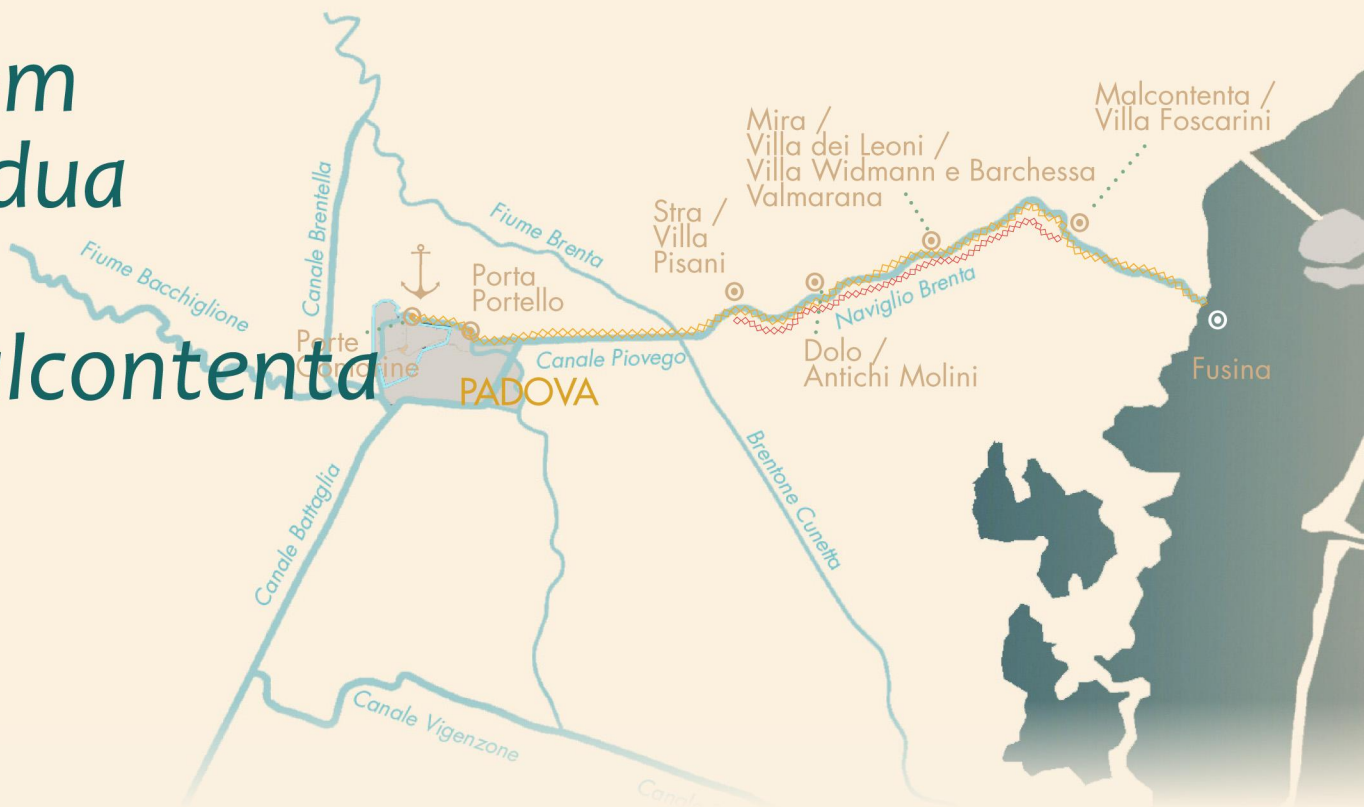 m
dua
lcontenta
Malcontenta /
Villa Foscarini
Mira /
Villa dei Leoni /
Villa Widmann e Barchessa
Valmarana
Stra /
Villa
Pisani
Fiume Brenta
Canale Brentella
Fiume Bacchiglione
Porta
Portello
Porte
Naviglio Brenta
Canale Piovego
Dolo /
Antichi Molini
Fusina
PADOVA
Brentone Cunetta
Canale Battaglia
Canale Vigenzone